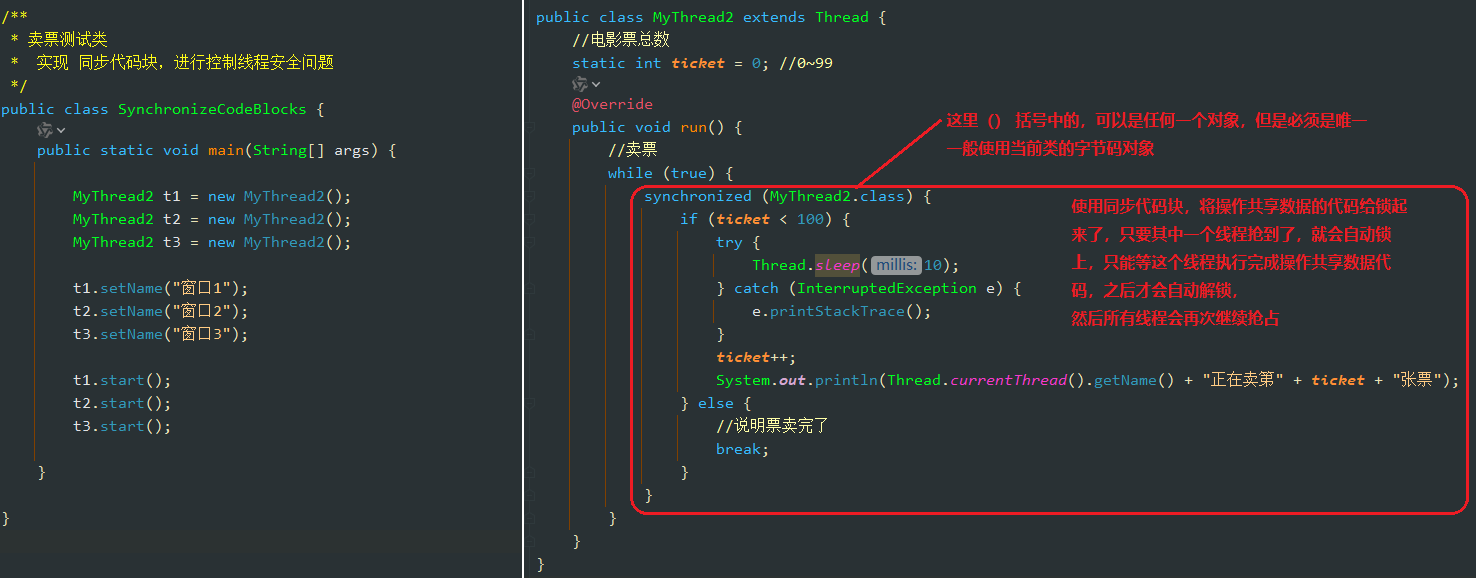 /**
 * 卖票测试类
 *  实现 同步代码块，进行控制线程安全问题
 */
public class SynchronizeCodeBlocks {
    public static void main(String[] args) {
        MyThread2 t1 = new MyThread2();
        MyThread2 t2 = new MyThread2();
        MyThread2 t3 = new MyThread2();
        t1.setName("窗口1");
        t2.setName("窗口2");
        t3.setName("窗口3");
        t1.start();
        t2.start();
        t3.start();
    }
}
public class MyThread2 extends Thread {
    //电影票总数
    static int ticket = 0; //0~99
    @Override
    public void run() {
        //卖票
        while (true) {
            synchronized (MyThread2.class) {
                if (ticket < 100) {
                    try {
                        Thread.sleep( millis: 10);
                    } catch (InterruptedException e) {
                        e.printStackTrace();
                    }
                    ticket++;
                    System.out.println(Thread.currentThread().getName() + "正在卖第" + ticket + "张票");
                } else {
                    //说明票卖完了
                    break;
                }
            }
        }
    }
}
这里（） 括号中的，可以是任何一个对象，但是必须是唯一
一般使用当前类的字节码对象
使用同步代码块，将操作共享数据的代码给锁起
来了，只要其中一个线程抢到了，就会自动锁
上，只能等这个线程执行完成操作共享数据代
码，之后才会自动解锁，
然后所有线程会再次继续抢占